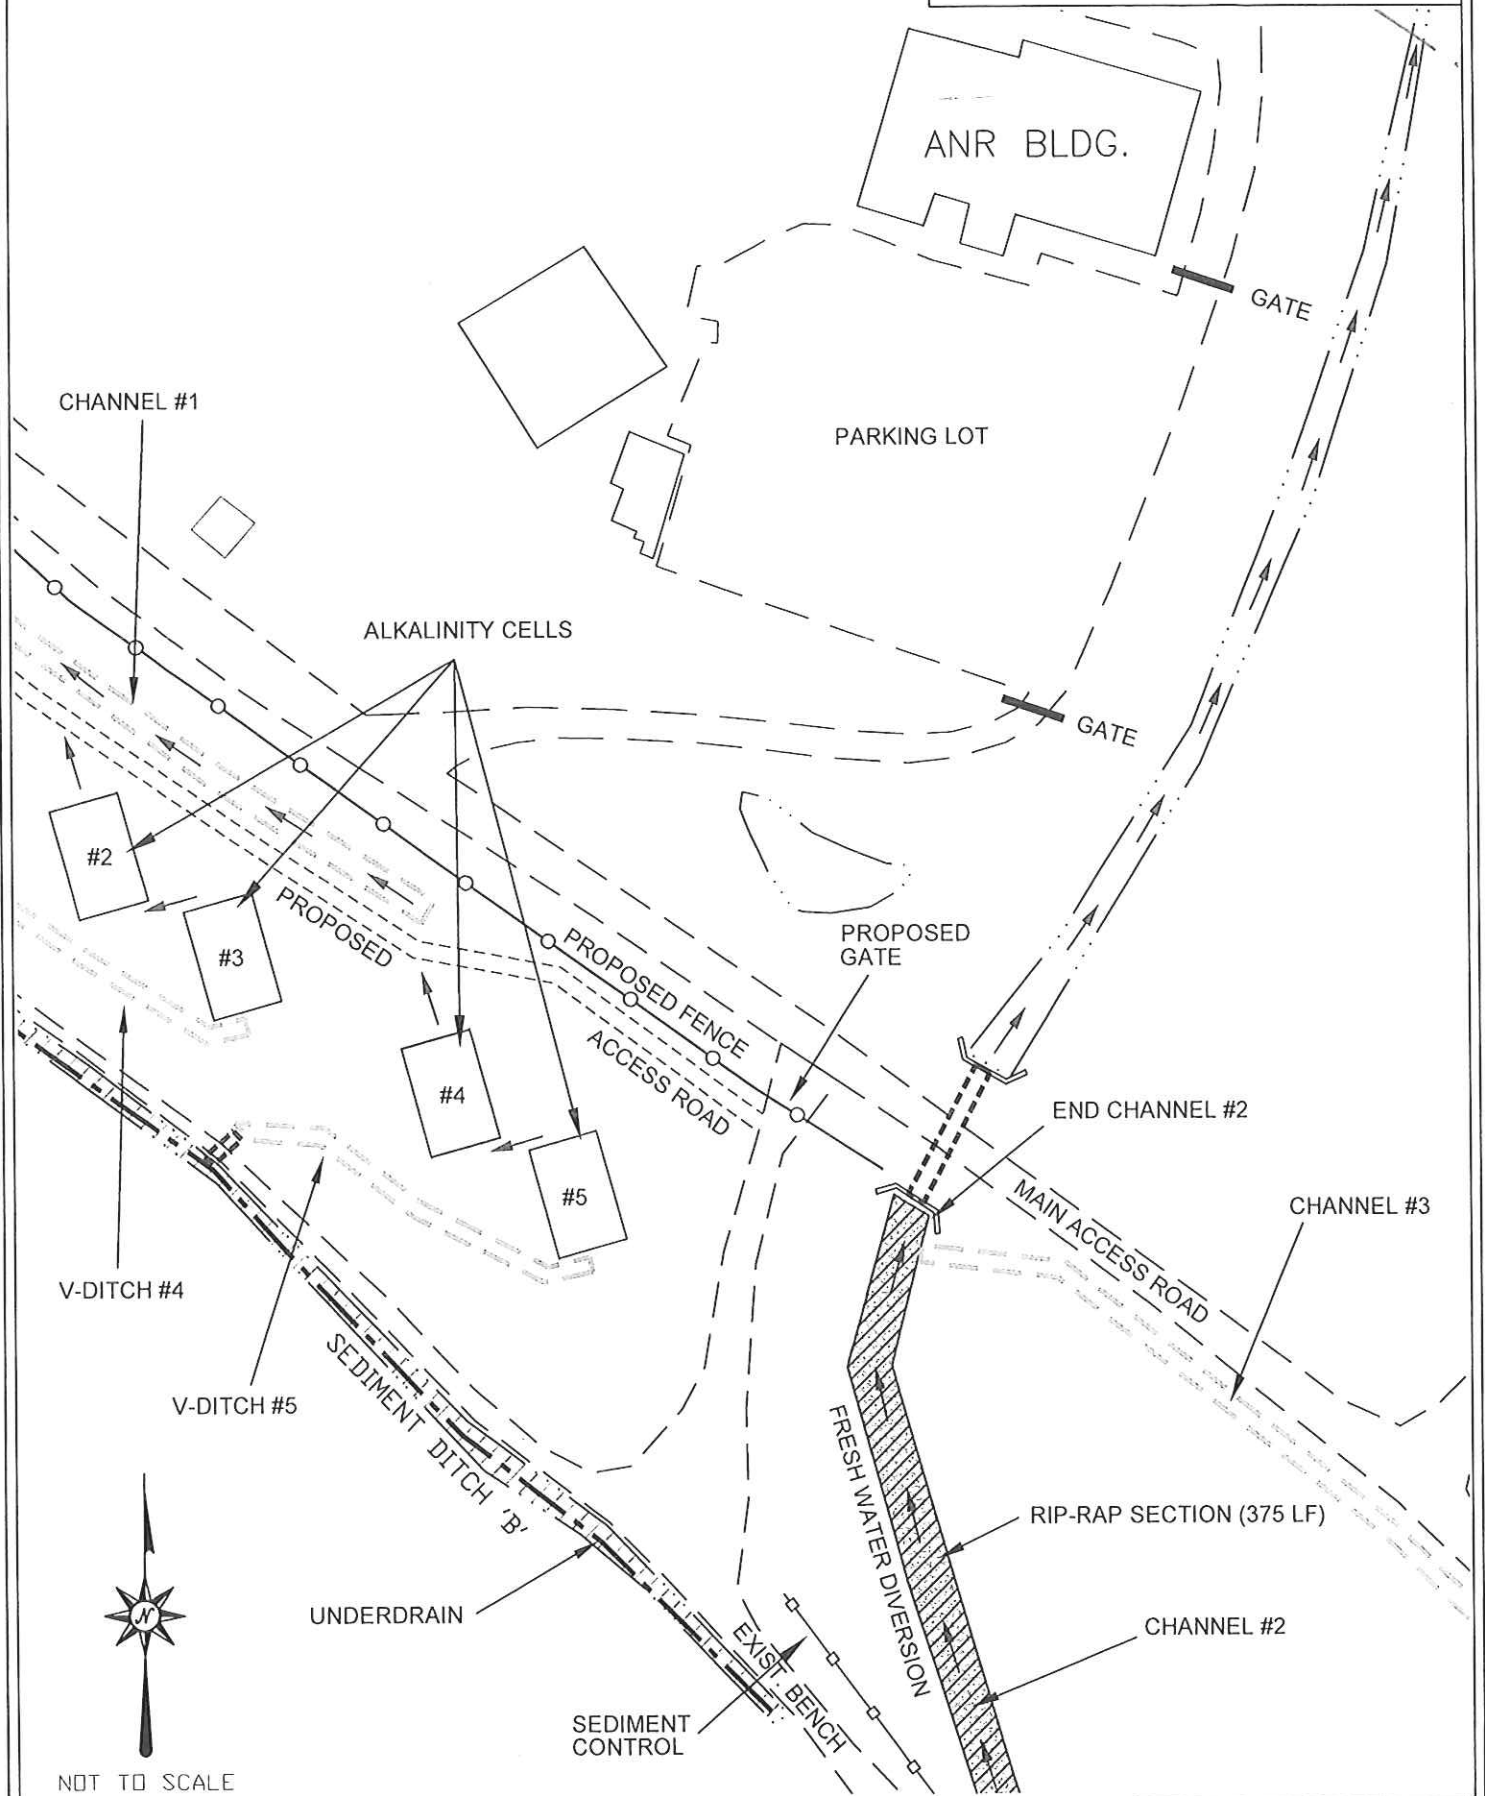 ANR BLDG.
GATE
CHANNEL #1
PARKING LOT
ALKALINITY CELLS
GATE
#2
PROPOSED
#3
PROPOSED
GATE
PROPOSED FENCE
ACCESS ROAD
#4
END CHANNEL #2
#5
MAIN ACCESS ROAD
CHANNEL #3
V-DITCH #4
V-DITCH #5
SEDIMENT DITCH 'B'
FRESH WATER DIVERSION
RIP-RAP SECTION (375 LF)
UNDERDRAIN
N
CHANNEL #2
EXIST. BENCH
SEDIMENT
CONTROL
NOT TO SCALE